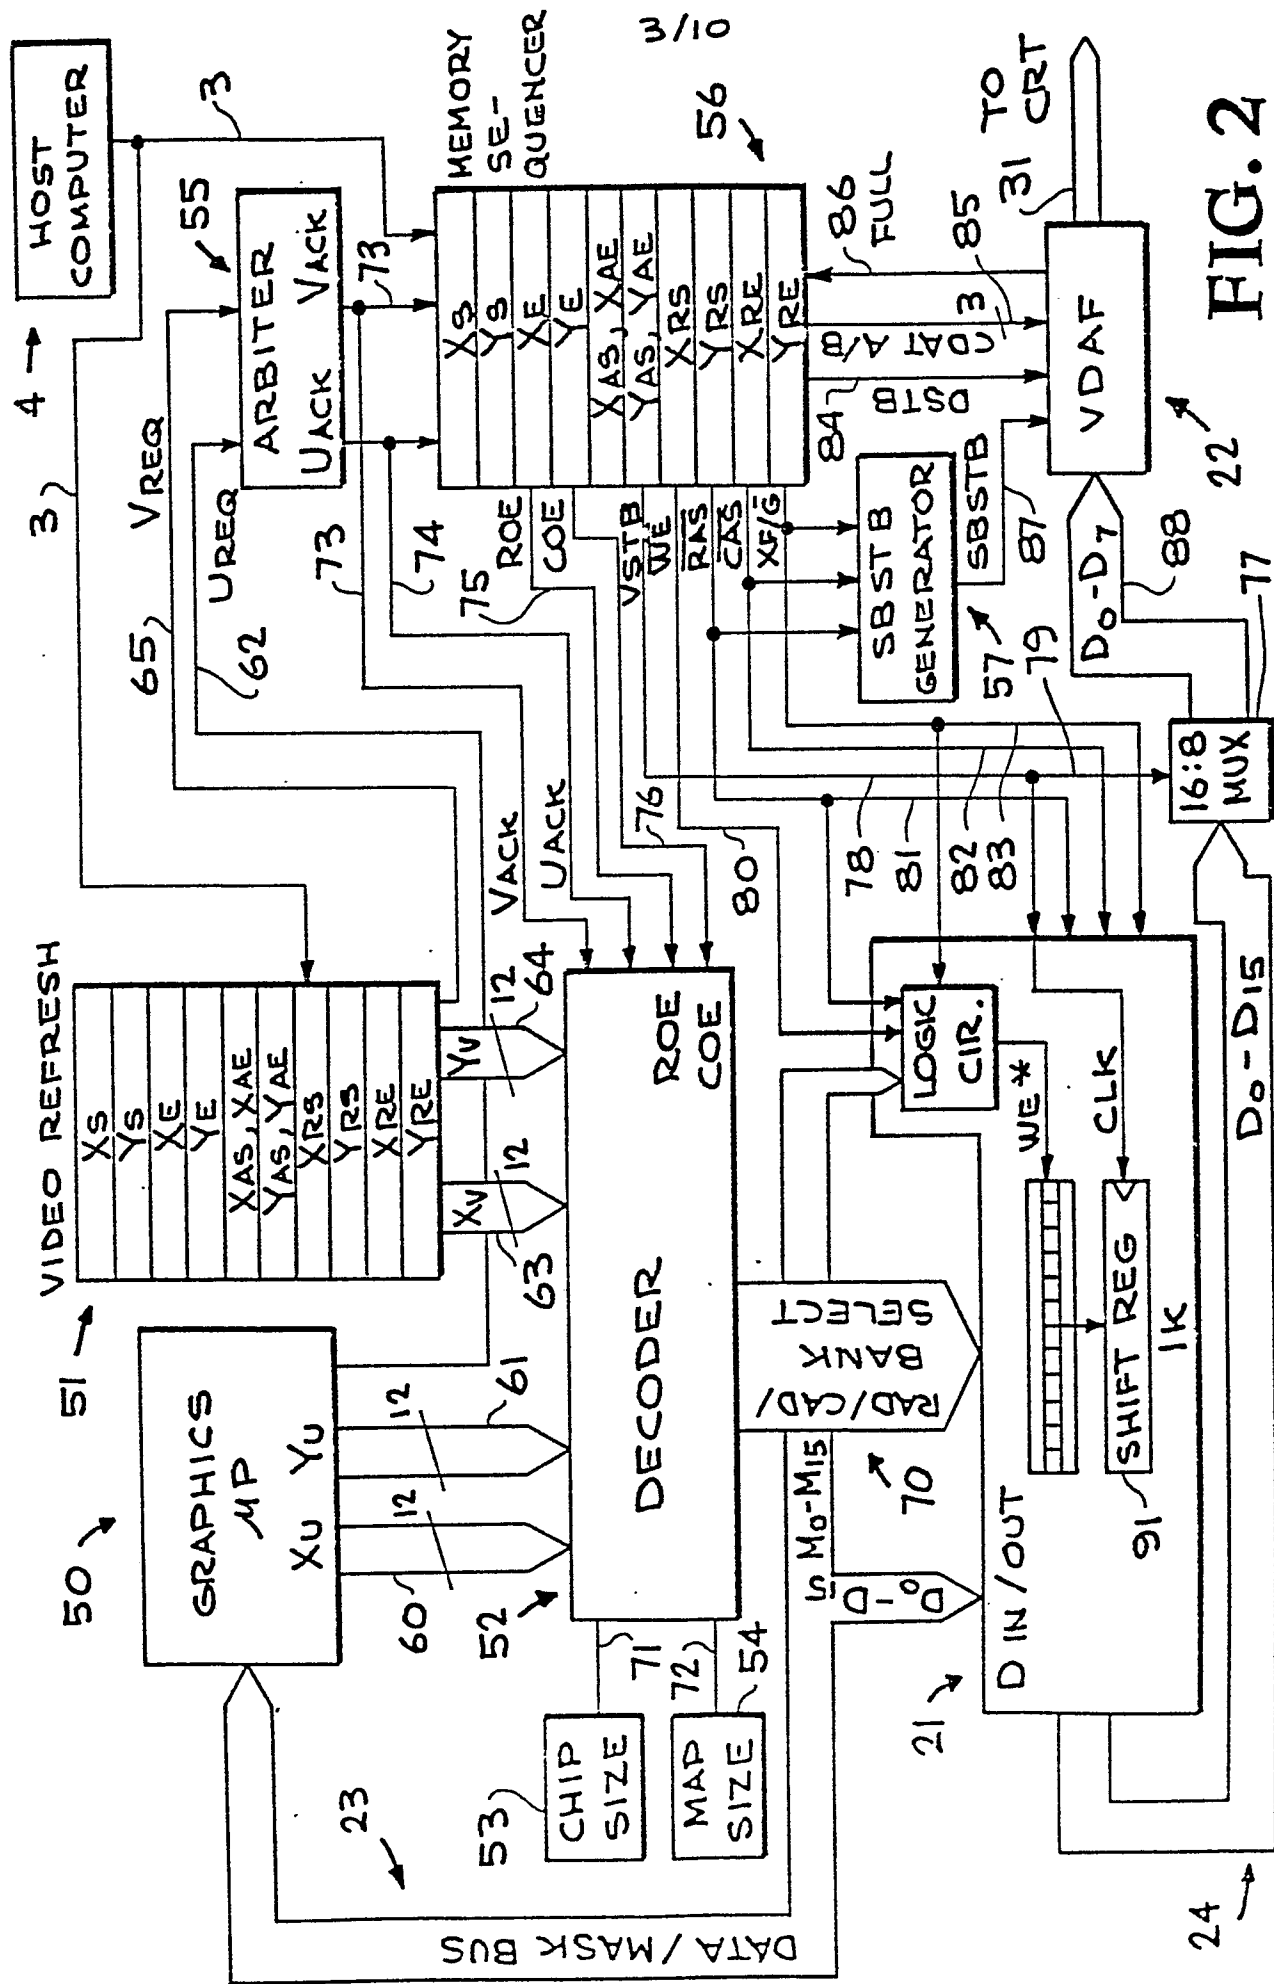 3/10
FIG. 2
4
HOST
COMPUTER
3
3
VREQ
65
UREQ
62
55
ARBITER
UACK VACK
73
73
74
MEMORY
SE-
QUENCER
56
XS
YS
XE
YE
XAS, XAE
YAS, YAE
XRS
YRS
XRE
YRE
ROE
COE
VSTB
WE
RAS
CAS
XF/G
75
76
80
VACK
UACK
VIDEO REFRESH
51
XS
YS
XE
YE
XAS, XAE
YAS, YAE
XRS
YRS
XRE
YRE
XV
12
63
YV
12
64
50
GRAPHICS
µP
XU YU
60
12
12
61
52
DECODER
ROE
COE
53
CHIP
SIZE
71
MAP
SIZE
72
54
23
DATA / MASK BUS
M0-M15
D0-D15
RAD/CAD/
BANK
SELECT
70
21
D IN/OUT
LOGIC
CIR.
WE*
CLK
SHIFT REG
1K
91
24
D0-D15
16:8
MUX
77
78
79
81
82
83
SBSTB
GENERATOR
57
SBSTB
87
84
DSTB
CDAT A/B
3
85
86
FULL
VDAF
22
D0-D7
88
31
TO
CRT